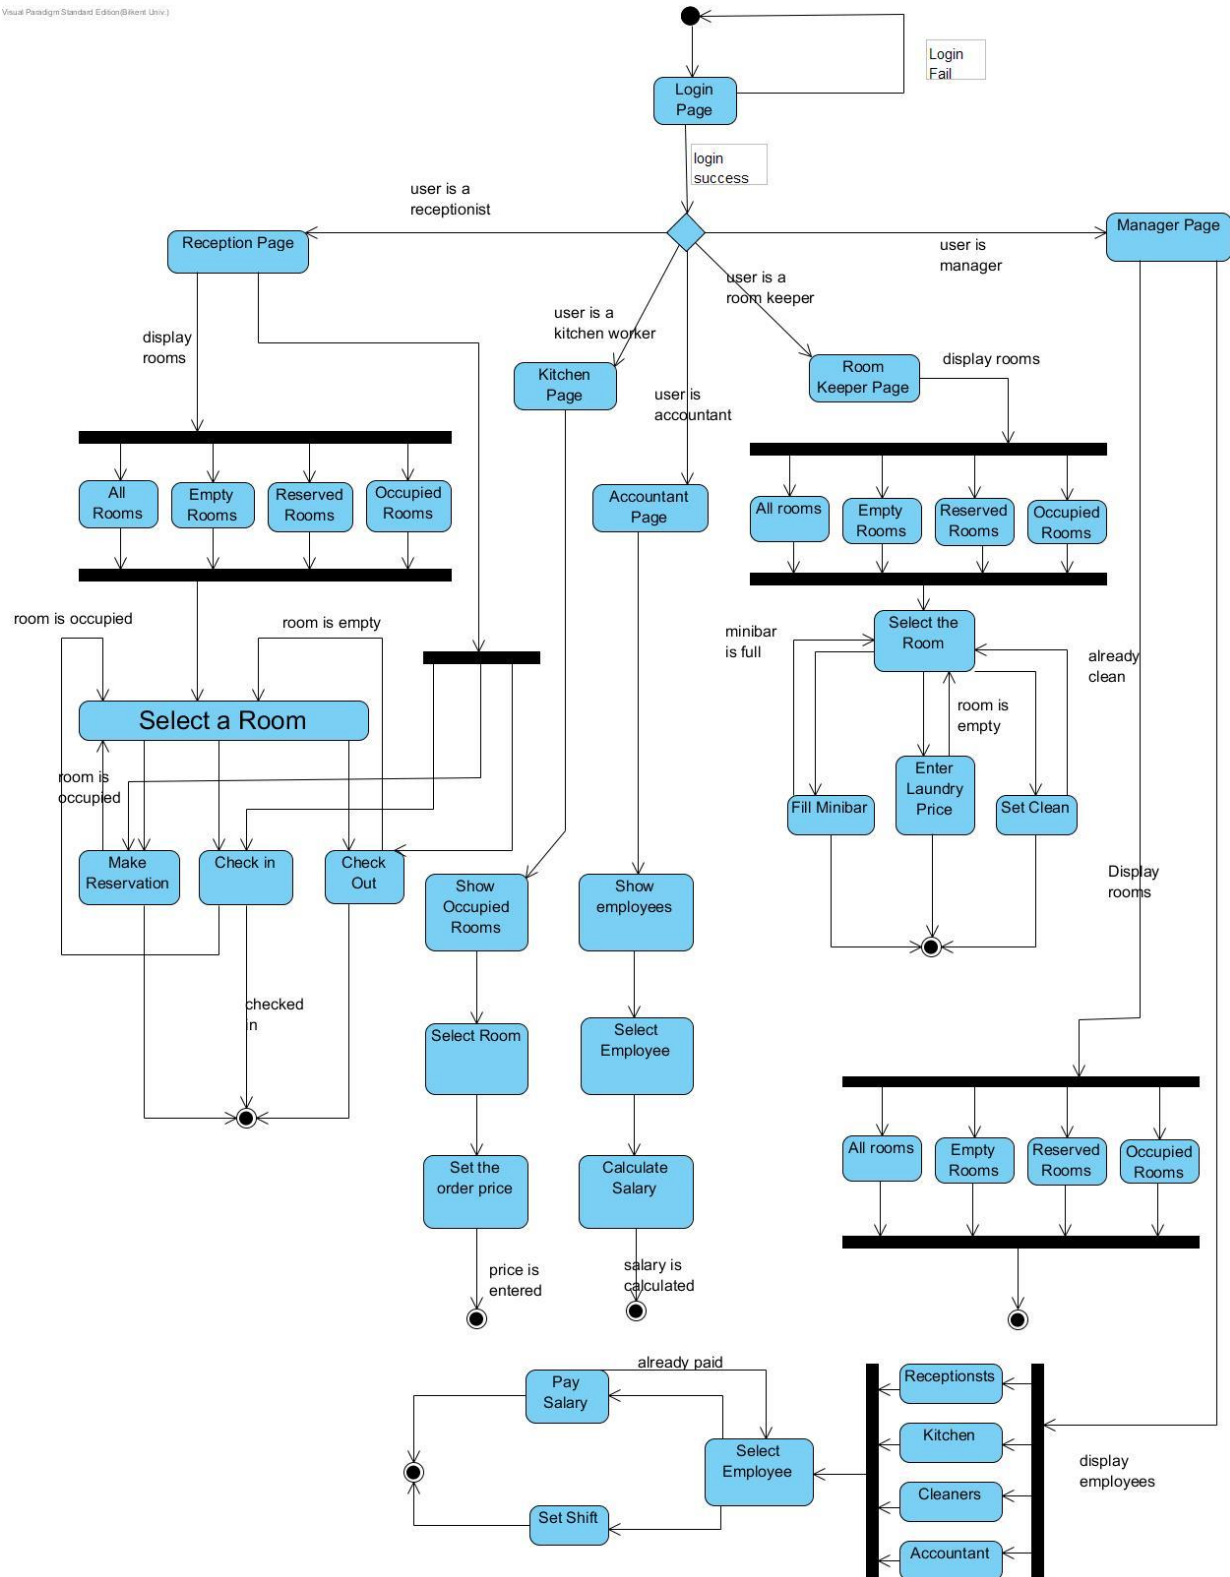 Visual Paradigm Standard Edition(Bilkent Univ.)
Login
Fail
Login
Page
login
success
user is a
receptionist
Reception Page
Manager Page
user is
manager
user is a
room keeper
user is a
kitchen worker
display
rooms
Kitchen
Page
user is
accountant
Room
Keeper Page
display rooms
All
Rooms
Empty
Rooms
Reserved
Rooms
Occupied
Rooms
Accountant
Page
All rooms
Empty
Rooms
Reserved
Rooms
Occupied
Rooms
room is occupied
room is empty
Select a Room
room is
occupied
Make
Reservation
Check in
Check
Out
checked
in
minibar
is full
Select the
Room
already
clean
room is
empty
Fill Minibar
Enter
Laundry
Price
Set Clean
Show
Occupied
Rooms
Show
employees
Display
rooms
Select Room
Select
Employee
Set the
order price
Calculate
Salary
price is
entered
salary is
calculated
All rooms
Empty
Rooms
Reserved
Rooms
Occupied
Rooms
already paid
Pay
Salary
Select
Employee
Set Shift
Receptionsts
Kitchen
Cleaners
Accountant
display
employees